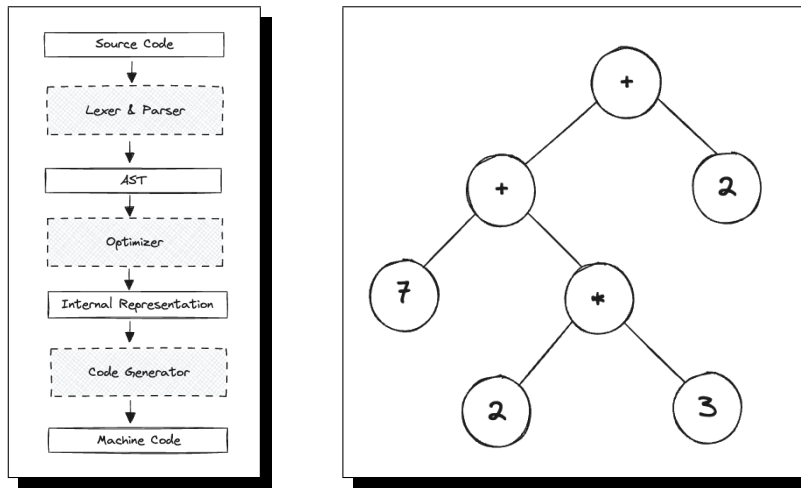 Source Code
Lexer & Parser
AST
Optimizer
Internal Representation
Code Generator
Machine Code
+
+
2
7
*
2
3